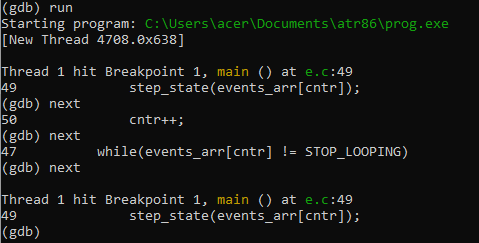 (gdb) run
Starting program: C:\Users\acer\Documents\atr86\prog.exe
[New Thread 4708.0x638]

Thread 1 hit Breakpoint 1, main () at e.c:49
49              step_state(events_arr[cntr]);
(gdb) next
50              cntr++;
(gdb) next
47          while(events_arr[cntr] != STOP_LOOPING)
(gdb) next

Thread 1 hit Breakpoint 1, main () at e.c:49
49              step_state(events_arr[cntr]);
(gdb)